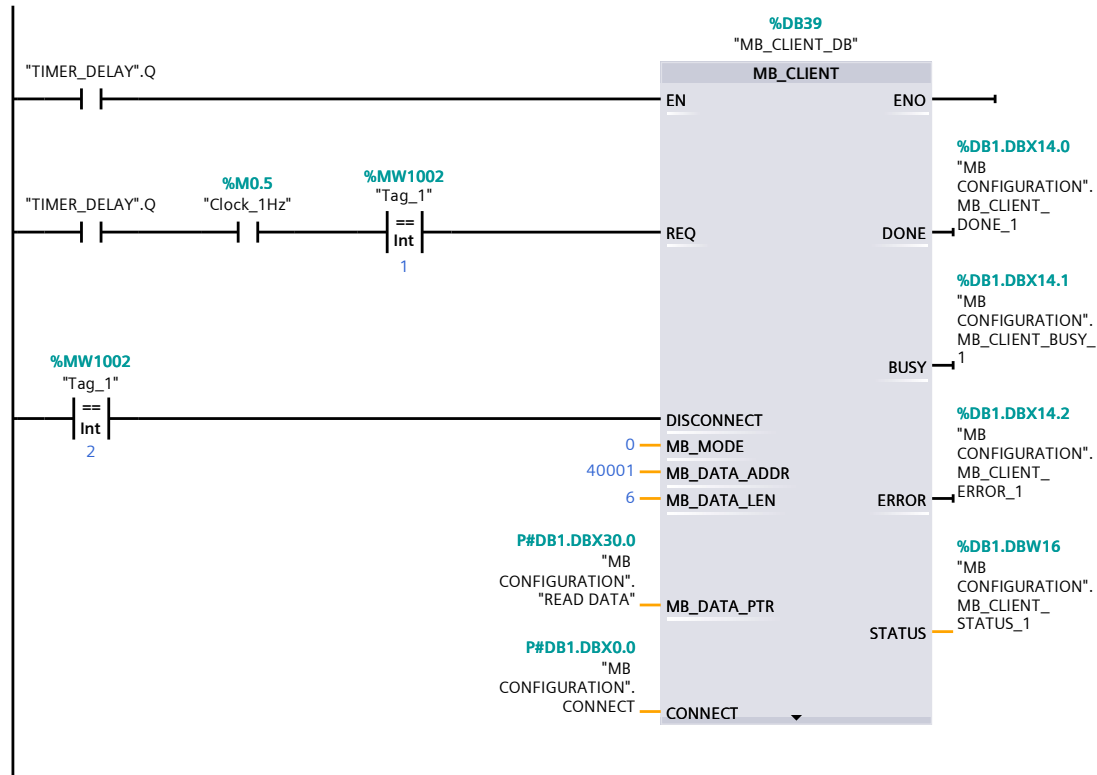 %DB39
"MB_CLIENT_DB"
MB_CLIENT
"TIMER_DELAY".Q
EN
ENO
%DB1.DBX14.0
"MB
CONFIGURATION".
MB_CLIENT_
DONE_1
"TIMER_DELAY".Q
%M0.5
"Clock_1Hz"
%MW1002
"Tag_1"
==
Int
1
REQ
DONE
%DB1.DBX14.1
"MB
CONFIGURATION".
MB_CLIENT_BUSY_
1
BUSY
%MW1002
"Tag_1"
==
Int
2
DISCONNECT
0
MB_MODE
40001
MB_DATA_ADDR
6
MB_DATA_LEN
%DB1.DBX14.2
"MB
CONFIGURATION".
MB_CLIENT_
ERROR_1
ERROR
P#DB1.DBX30.0
"MB
CONFIGURATION".
"READ DATA"
MB_DATA_PTR
%DB1.DBW16
"MB
CONFIGURATION".
MB_CLIENT_
STATUS_1
STATUS
P#DB1.DBX0.0
"MB
CONFIGURATION".
CONNECT
CONNECT